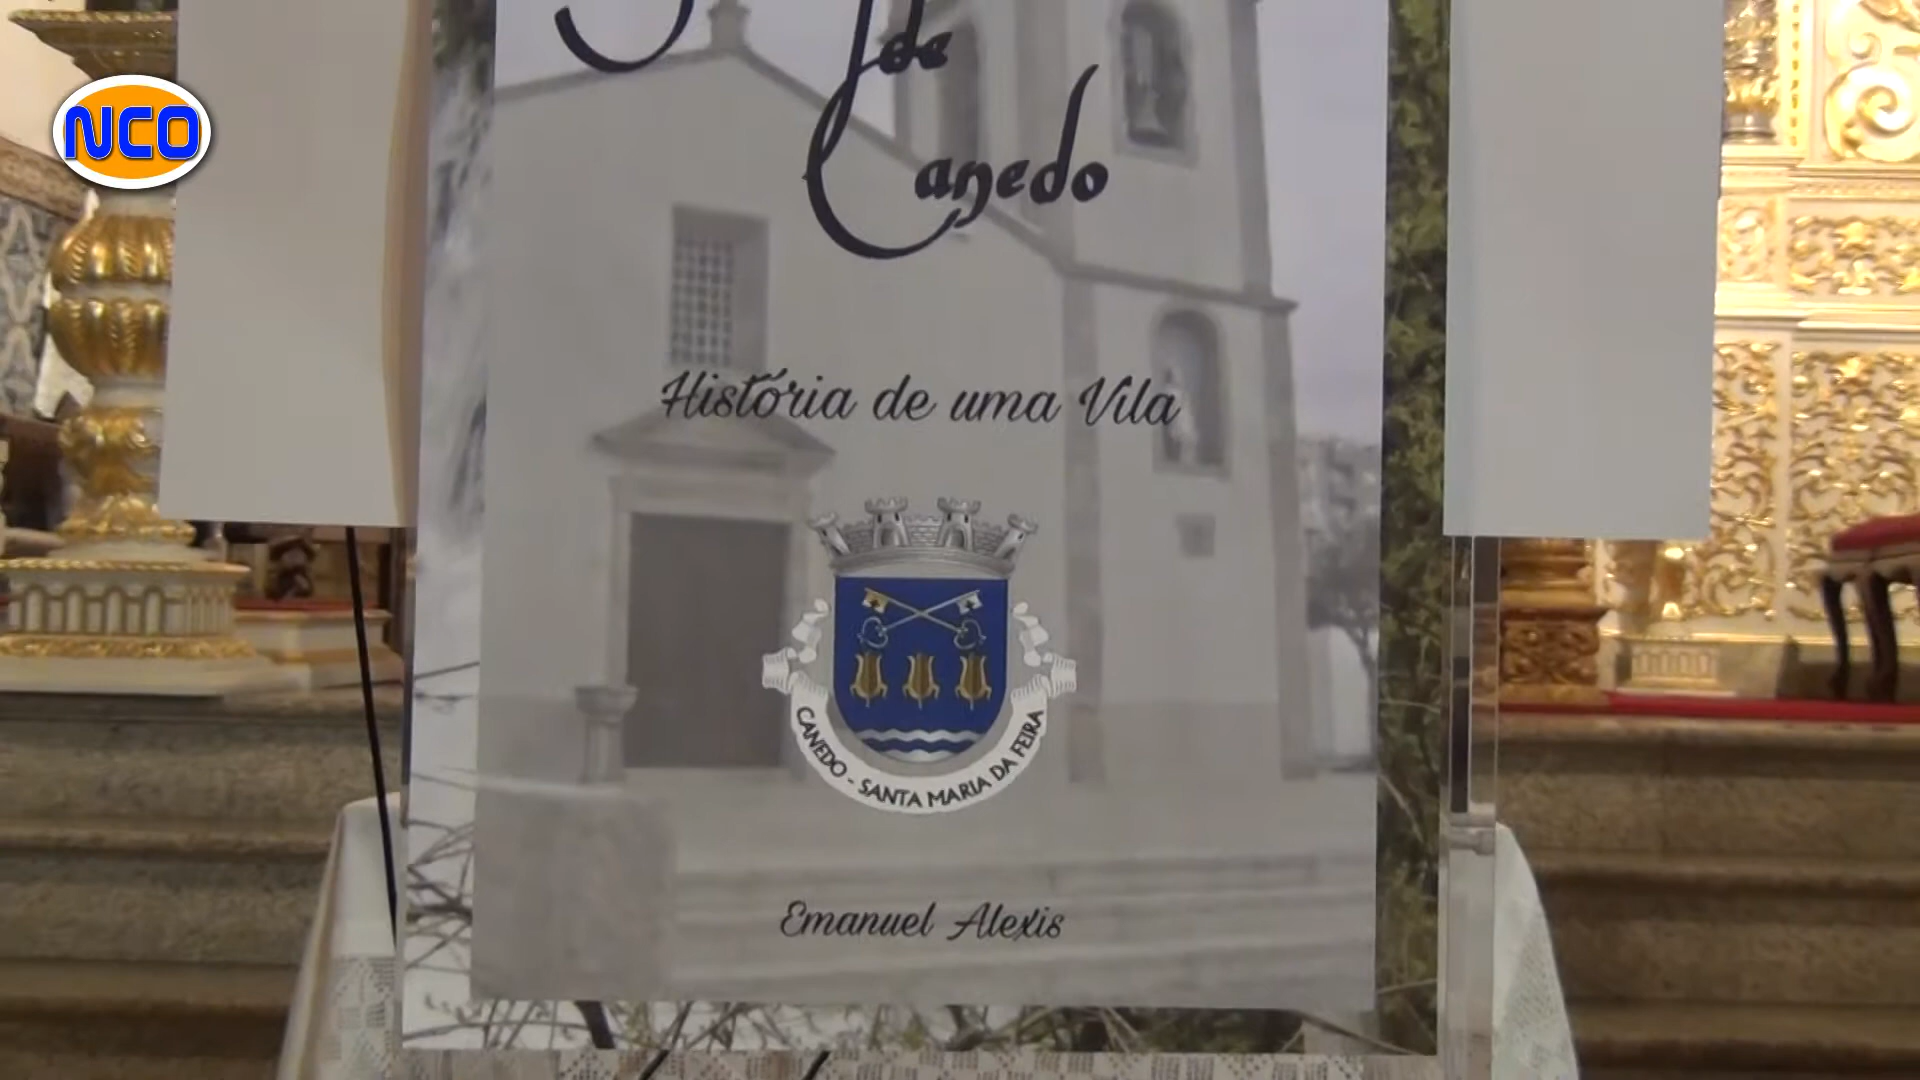 NCO
de
Canedo
História de uma Vila
CANEDO - SANTA MARIA DA FEIRA
Emanuel Alexis